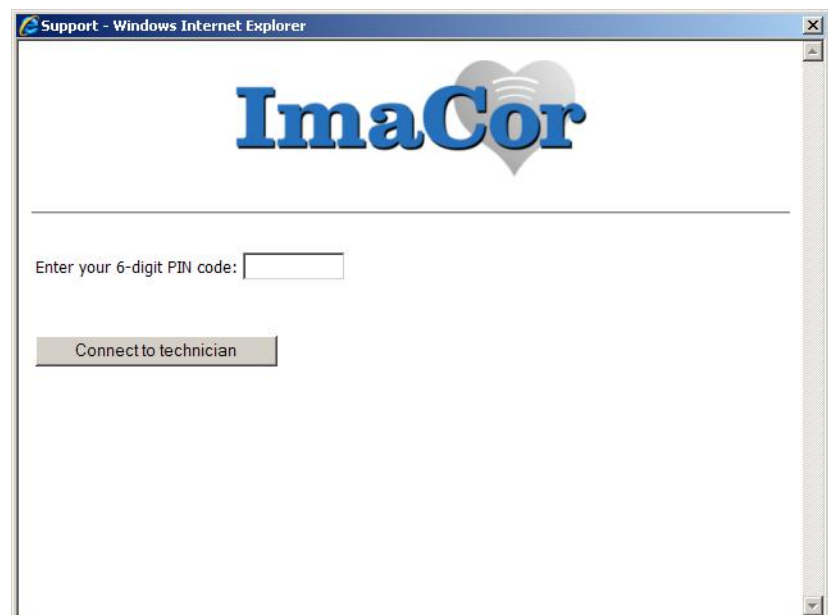 Support - Windows Internet Explorer
ImaCor
Enter your 6-digit PIN code:
Connect to technician